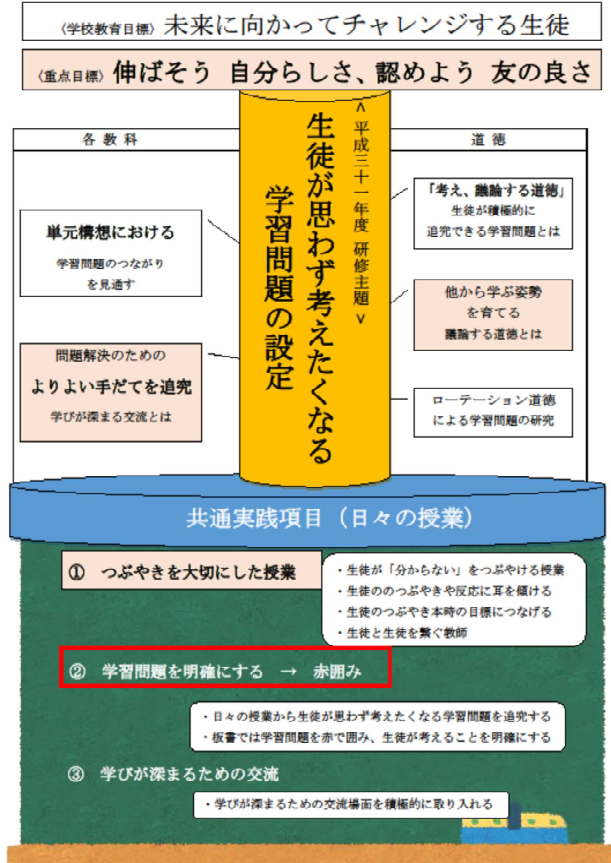 〈学校教育目標〉未来に向かってチャレンジする生徒
〈重点目標〉伸ばそう 自分らしさ、認めよう 友の良さ
各教科
道徳
＜平成三十一年度 研修主題＞
生徒が思わず考えたくなる
学習問題の設定
単元構想における
学習問題のつながり
を見通す
問題解決のための
よりよい手だてを追究
学びが深まる交流とは
「考え、議論する道徳」
生徒が積極的に
追究できる学習問題とは
他から学ぶ姿勢
を育てる
議論する道徳とは
ローテーション道徳
による学習問題の研究
共通実践項目（日々の授業）
① つぶやきを大切にした授業
・生徒が「分からない」をつぶやける授業
・生徒ののつぶやきや反応に耳を傾ける
・生徒のつぶやき本時の目標につなげる
・生徒と生徒を繋ぐ教師
② 学習問題を明確にする → 赤囲み
・日々の授業から生徒が思わず考えたくなる学習問題を追究する
・板書では学習問題を赤で囲み、生徒が考えることを明確にする
③ 学びが深まるための交流
・学びが深まるための交流場面を積極的に取り入れる